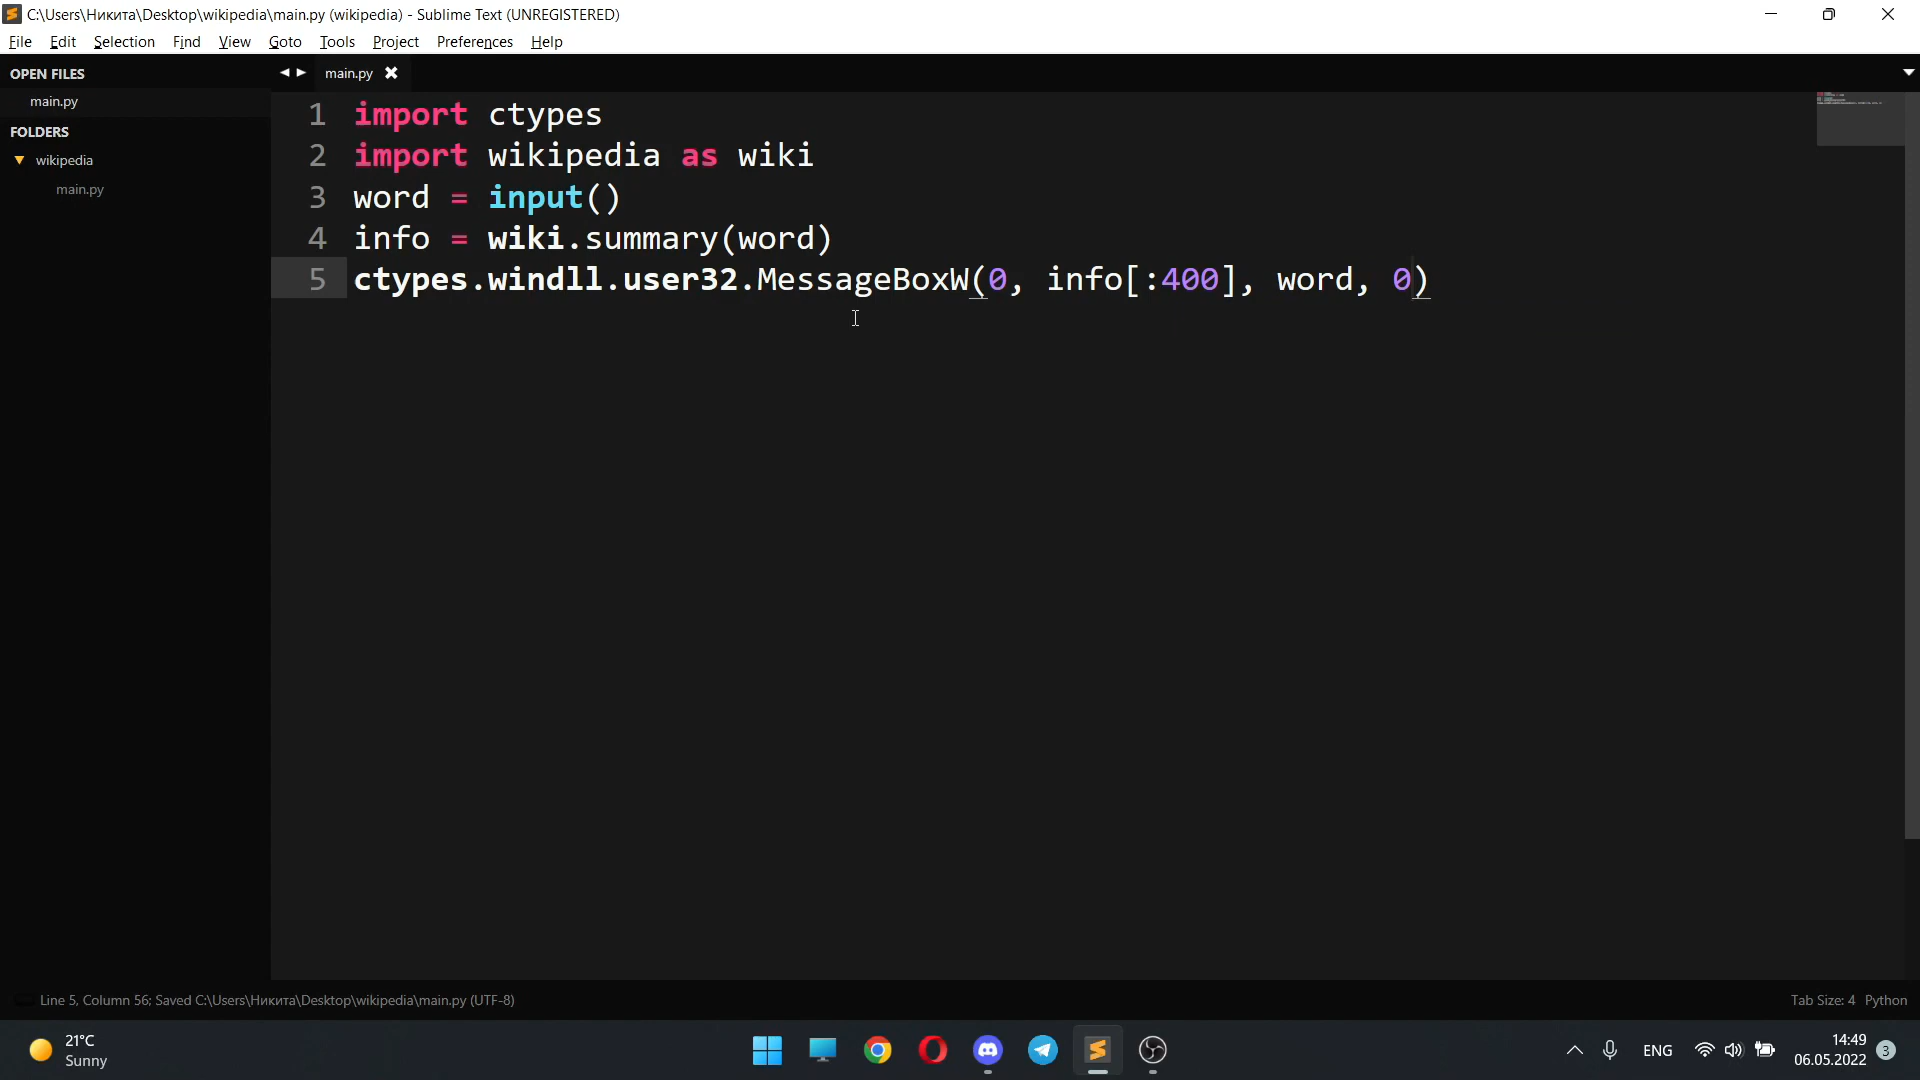 C:\Users\Никита\Desktop\wikipedia\main.py (wikipedia) - Sublime Text (UNREGISTERED)
File Edit Selection Find View Goto Tools Project Preferences Help
OPEN FILES
main.py
FOLDERS
wikipedia
main.py
main.py
1 import ctypes
2 import wikipedia as wiki
3 word = input()
4 info = wiki.summary(word)
5 ctypes.windll.user32.MessageBoxW(0, info[:400], word, 0)
Line 5, Column 56; Saved C:\Users\Никита\Desktop\wikipedia\main.py (UTF-8)
Tab Size: 4 Python
21°C
Sunny
ENG
14:49
06.05.2022
3